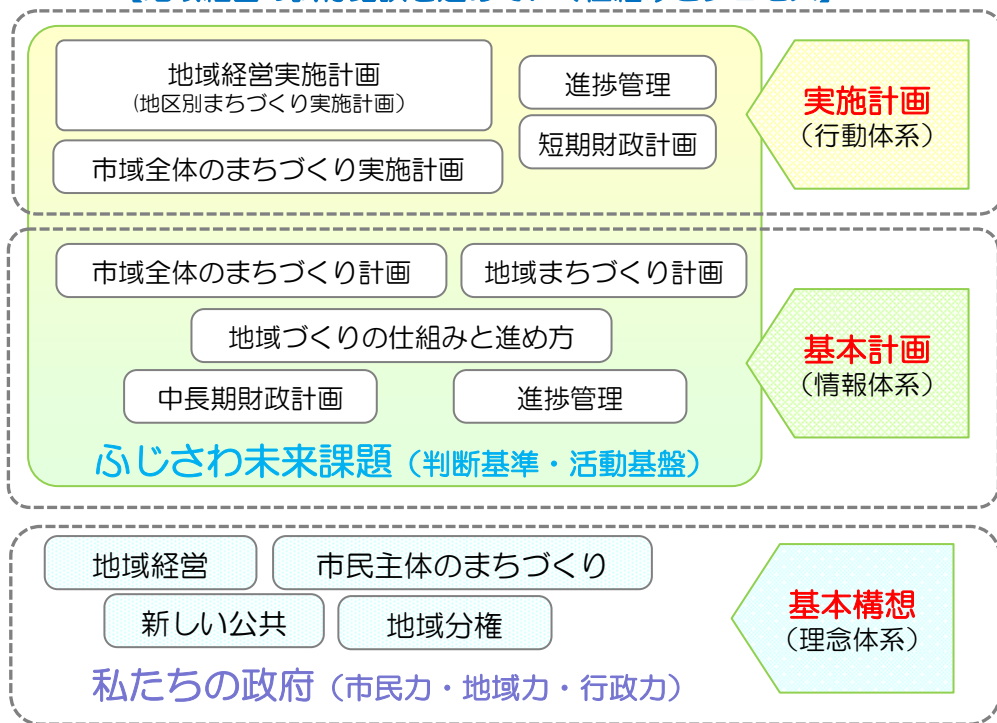 地域経営実施計画
(地区別まちづくり実施計画)
進捗管理
短期財政計画
市域全体のまちづくり実施計画
実施計画
(行動体系)
市域全体のまちづくり計画
地域まちづくり計画
地域づくりの仕組みと進め方
中長期財政計画
進捗管理
ふじさわ未来課題(判断基準・活動基盤)
基本計画
(情報体系)
地域経営
市民主体のまちづくり
新しい公共
地域分権
私たちの政府(市民力・地域力・行政力)
基本構想
(理念体系)